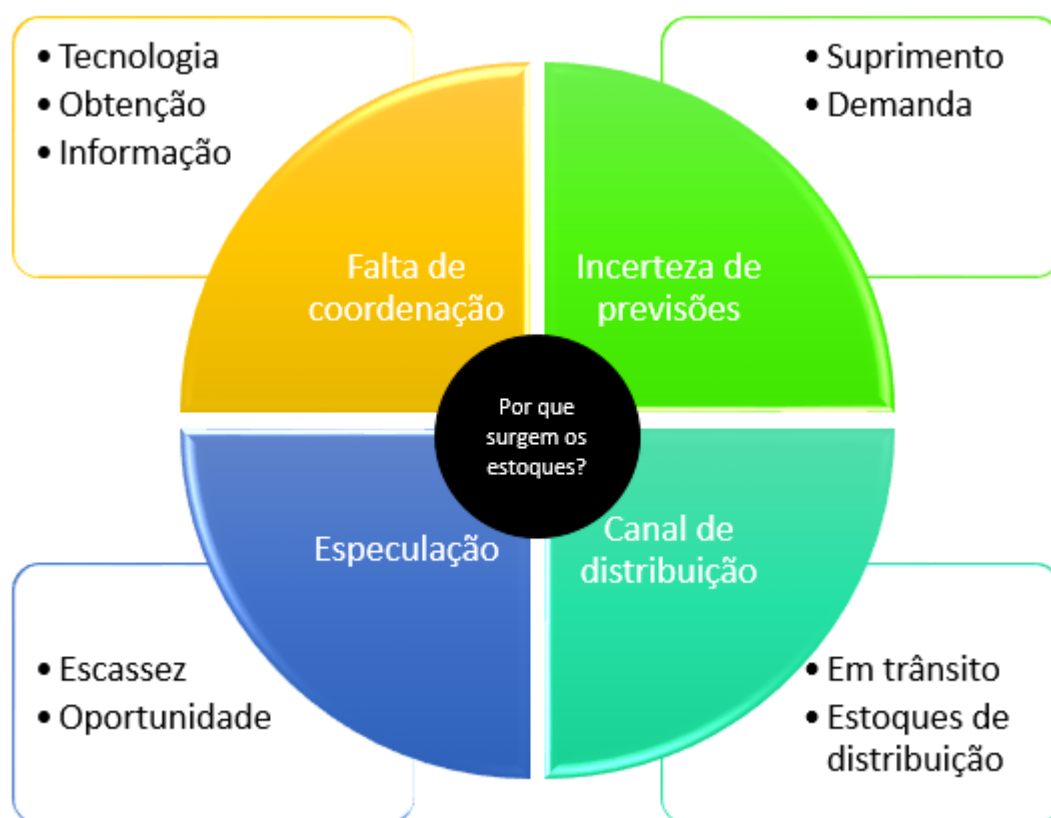 • Tecnologia
• Obtenção
• Informação
• Suprimento
• Demanda
Falta de
coordenação
Incerteza de
previsões
Por que
surgem os
estoques?
Especulação
Canal de
distribuição
• Escassez
• Oportunidade
• Em trânsito
• Estoques de
distribuição